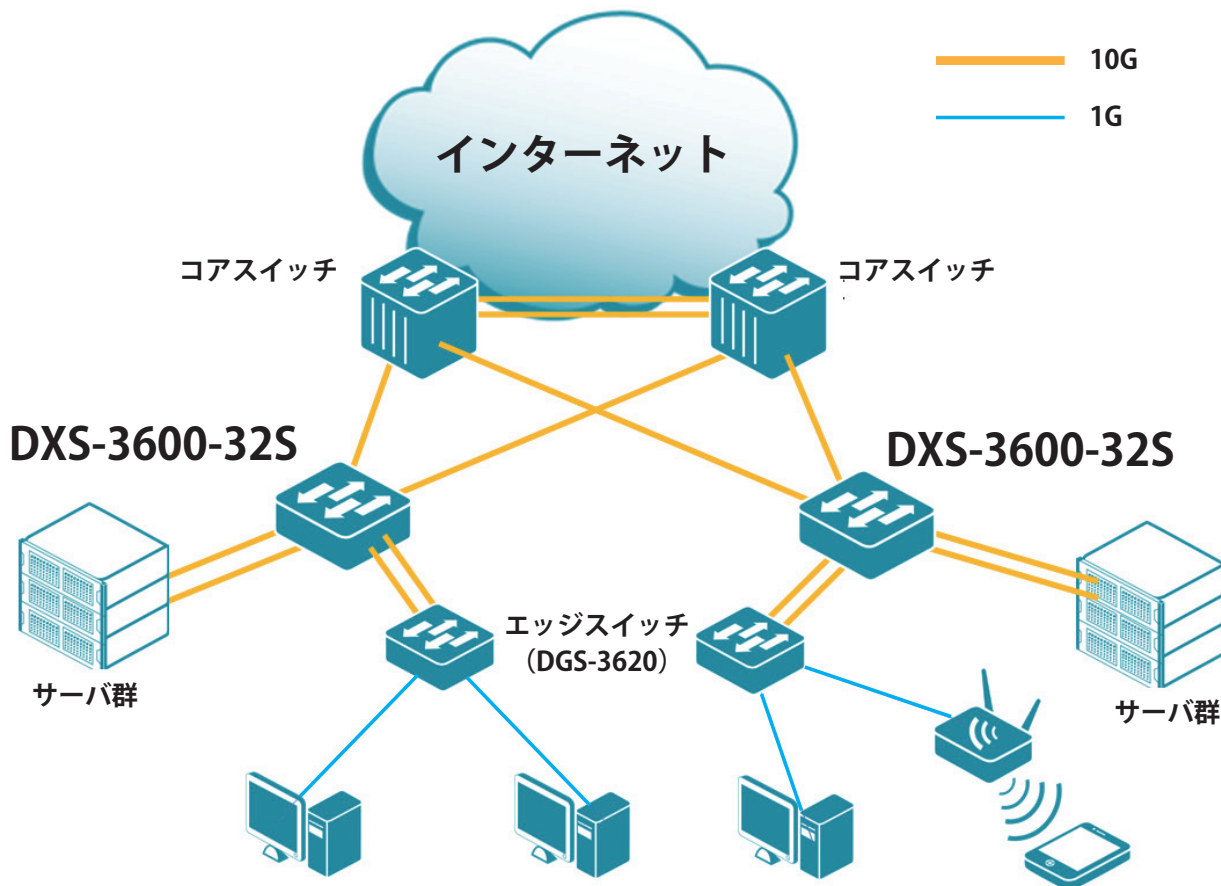 10G
1G
インターネット
コアスイッチ
コアスイッチ
DXS-3600-32S
DXS-3600-32S
エッジスイッチ
（DGS-3620）
サーバ群
サーバ群